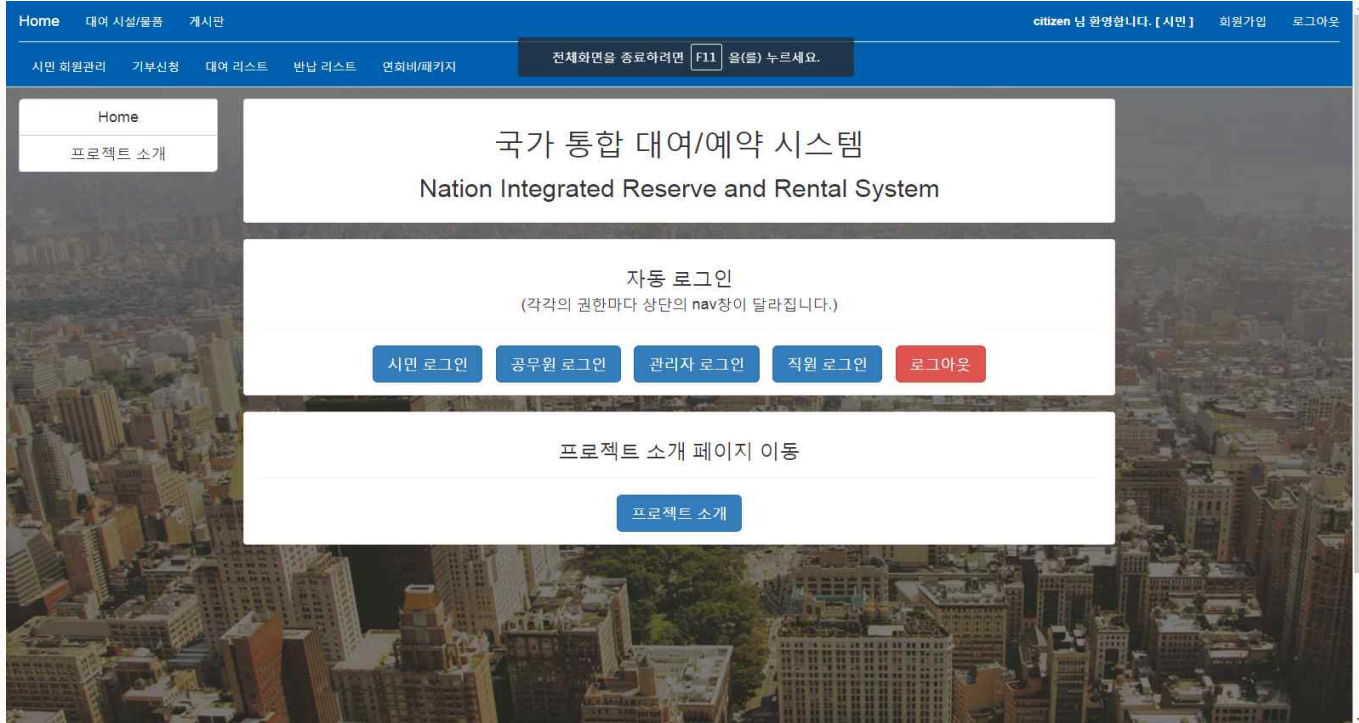 Home 대여 시설/물품 게시판 citizen 님 환영합니다. [ 시민 ] 회원가입 로그아웃
전체화면을 종료하려면 F11 을(를) 누르세요.
시민 회원관리 기부신청 대여 리스트 반납 리스트 연회비/패키지
Home
프로젝트 소개
국가 통합 대여/예약 시스템
Nation Integrated Reserve and Rental System
자동 로그인
(각각의 권한마다 상단의 nav창이 달라집니다.)
시민 로그인 공무원 로그인 관리자 로그인 직원 로그인 로그아웃
프로젝트 소개 페이지 이동
프로젝트 소개